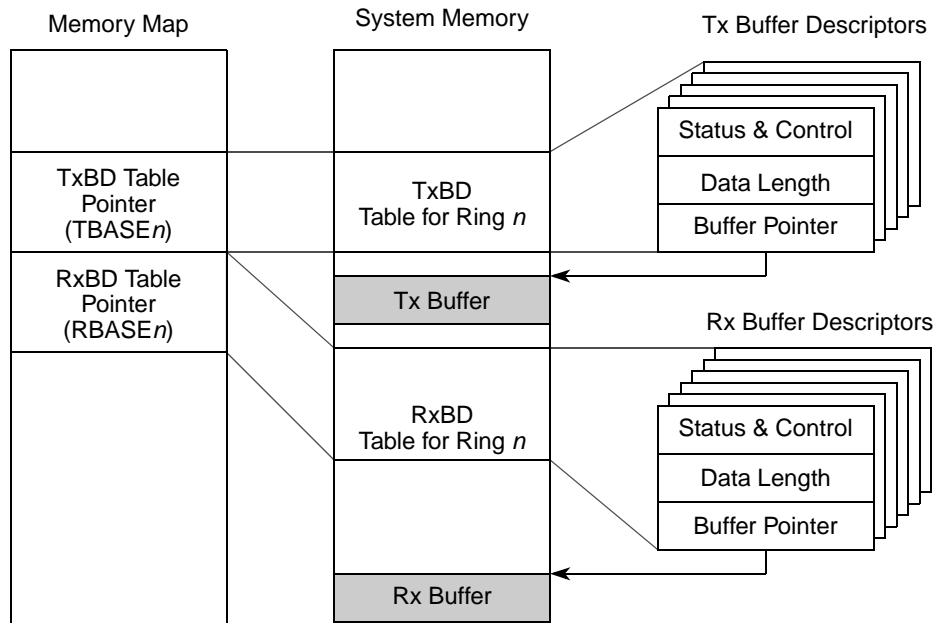 Memory Map
System Memory
Tx Buffer Descriptors
TxBD Table
Pointer
(TBASEn)
RxBD Table
Pointer
(RBASEn)
TxBD
Table for Ring n
Tx Buffer
RxBD
Table for Ring n
Rx Buffer
Status & Control
Data Length
Buffer Pointer
Rx Buffer Descriptors
Status & Control
Data Length
Buffer Pointer